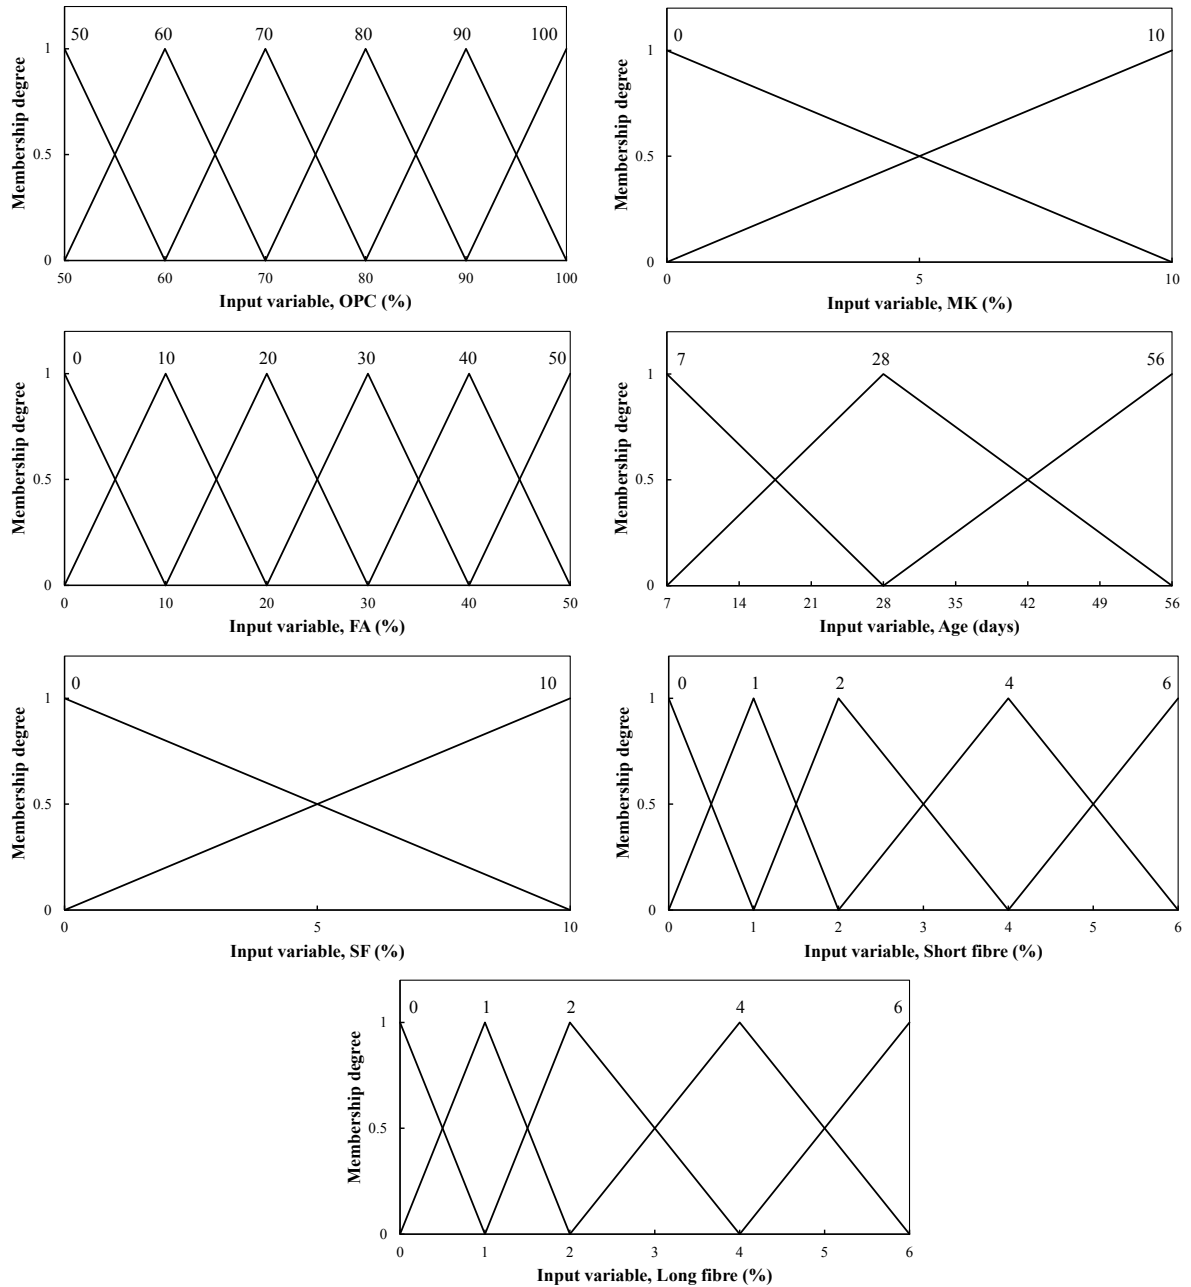 50 60 70 80 90 100
1
0.5
0
Membership degree
50 60 70 80 90 100
Input variable, OPC (%)
0 10
1
0.5
0
Membership degree
0 5 10
Input variable, MK (%)
0 10 20 30 40 50
1
0.5
0
Membership degree
0 10 20 30 40 50
Input variable, FA (%)
7 28 56
1
0.5
0
Membership degree
7 14 21 28 35 42 49 56
Input variable, Age (days)
0 10
1
0.5
0
Membership degree
0 5 10
Input variable, SF (%)
0 1 2 4 6
1
0.5
0
Membership degree
0 1 2 3 4 5 6
Input variable, Short fibre (%)
0 1 2 4 6
1
0.5
0
Membership degree
0 1 2 3 4 5 6
Input variable, Long fibre (%)